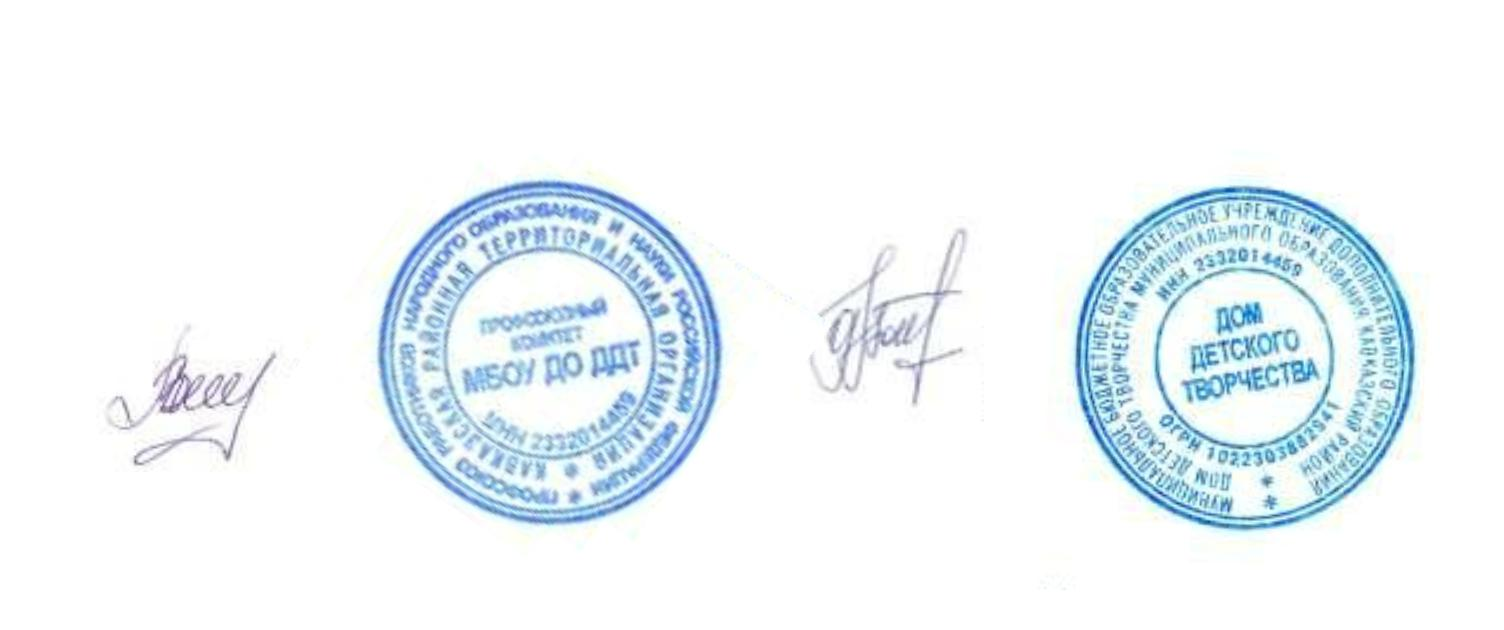 ПРОФСОЮЗ РАБОТНИКОВ НАРОДНОГО ОБРАЗОВАНИЯ И НАУКИ РОССИЙСКОЙ ФЕДЕРАЦИИ *
КАВКАЗСКАЯ РАЙОННАЯ ТЕРРИТОРИАЛЬНАЯ ОРГАНИЗАЦИЯ *
ПРОФСОЮЗНЫЙ
КОМИТЕТ
МБОУ ДО ДДТ
ИНН 2332014459
МУНИЦИПАЛЬНОЕ БЮДЖЕТНОЕ ОБРАЗОВАТЕЛЬНОЕ УЧРЕЖДЕНИЕ ДОПОЛНИТЕЛЬНОГО ОБРАЗОВАНИЯ *
ДОМ ДЕТСКОГО ТВОРЧЕСТВА МУНИЦИПАЛЬНОГО ОБРАЗОВАНИЯ КАВКАЗСКИЙ РАЙОН *
ИНН 2332014459
ДОМ
ДЕТСКОГО
ТВОРЧЕСТВА
ОГРН